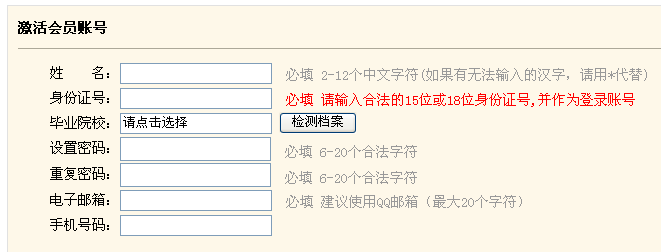 激活会员账号
姓　　名： 必填 2-12个中文字符(如果有无法输入的汉字，请用*代替)
身份证号： 必填 请输入合法的15位或18位身份证号,并作为登录账号
毕业院校： 请点击选择 检测档案
设置密码： 必填 6-20个合法字符
重复密码： 必填 6-20个合法字符
电子邮箱： 必填 建议使用QQ邮箱（最大20个字符）
手机号码：